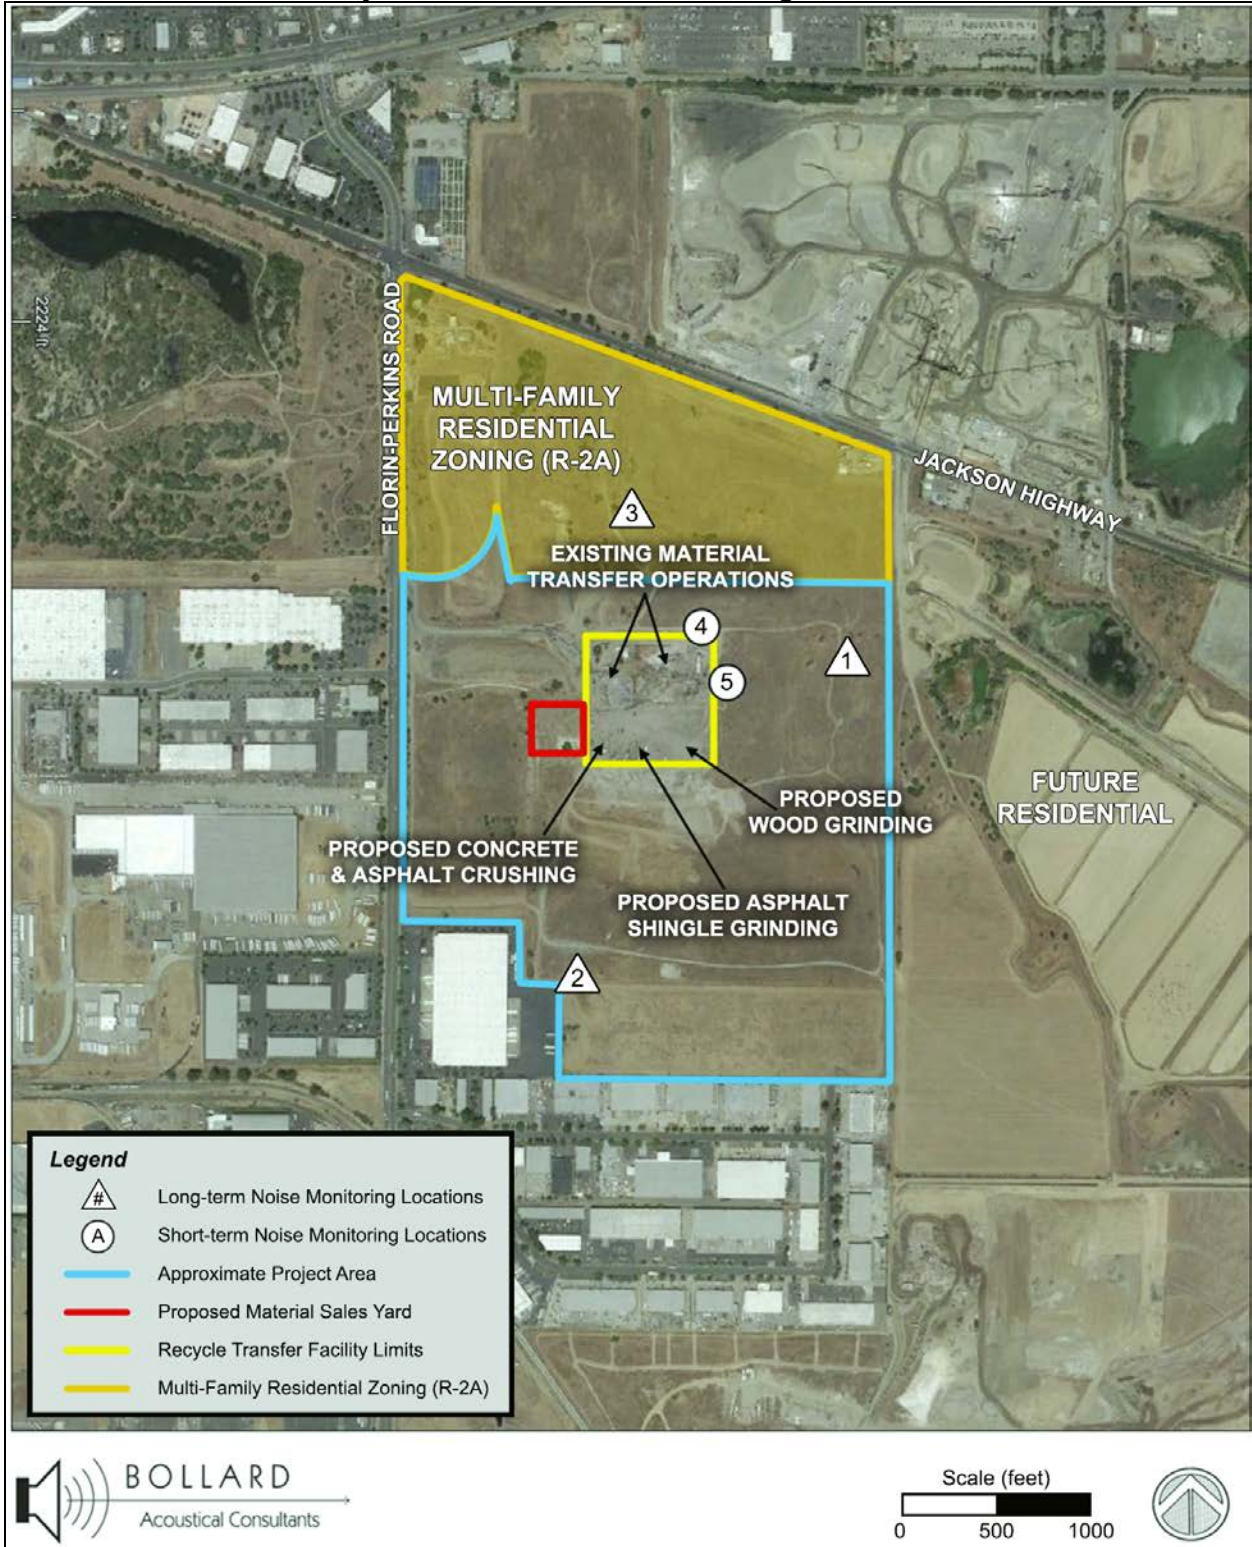 2224 ft
FLORIN-PERKINS ROAD
MULTI-FAMILY
RESIDENTIAL
ZONING (R-2A)
JACKSON HIGHWAY
3
EXISTING MATERIAL
TRANSFER OPERATIONS
4
1
5
FUTURE
RESIDENTIAL
PROPOSED
WOOD GRINDING
PROPOSED CONCRETE
& ASPHALT CRUSHING
PROPOSED ASPHALT
SHINGLE GRINDING
2
Legend
# Long-term Noise Monitoring Locations
A Short-term Noise Monitoring Locations
Approximate Project Area
Proposed Material Sales Yard
Recycle Transfer Facility Limits
Multi-Family Residential Zoning (R-2A)
BOLLARD
Acoustical Consultants
Scale (feet)
0 500 1000